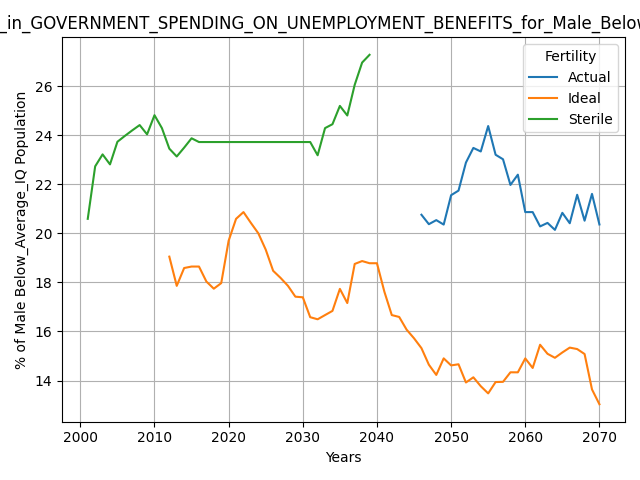 _in_GOVERNMENT_SPENDING_ON_UNEMPLOYMENT_BENEFITS_for_Male_Below
Fertility
Actual
Ideal
Sterile
% of Male Below_Average_IQ Population
26
24
22
20
18
16
14
2000 2010 2020 2030 2040 2050 2060 2070
Years